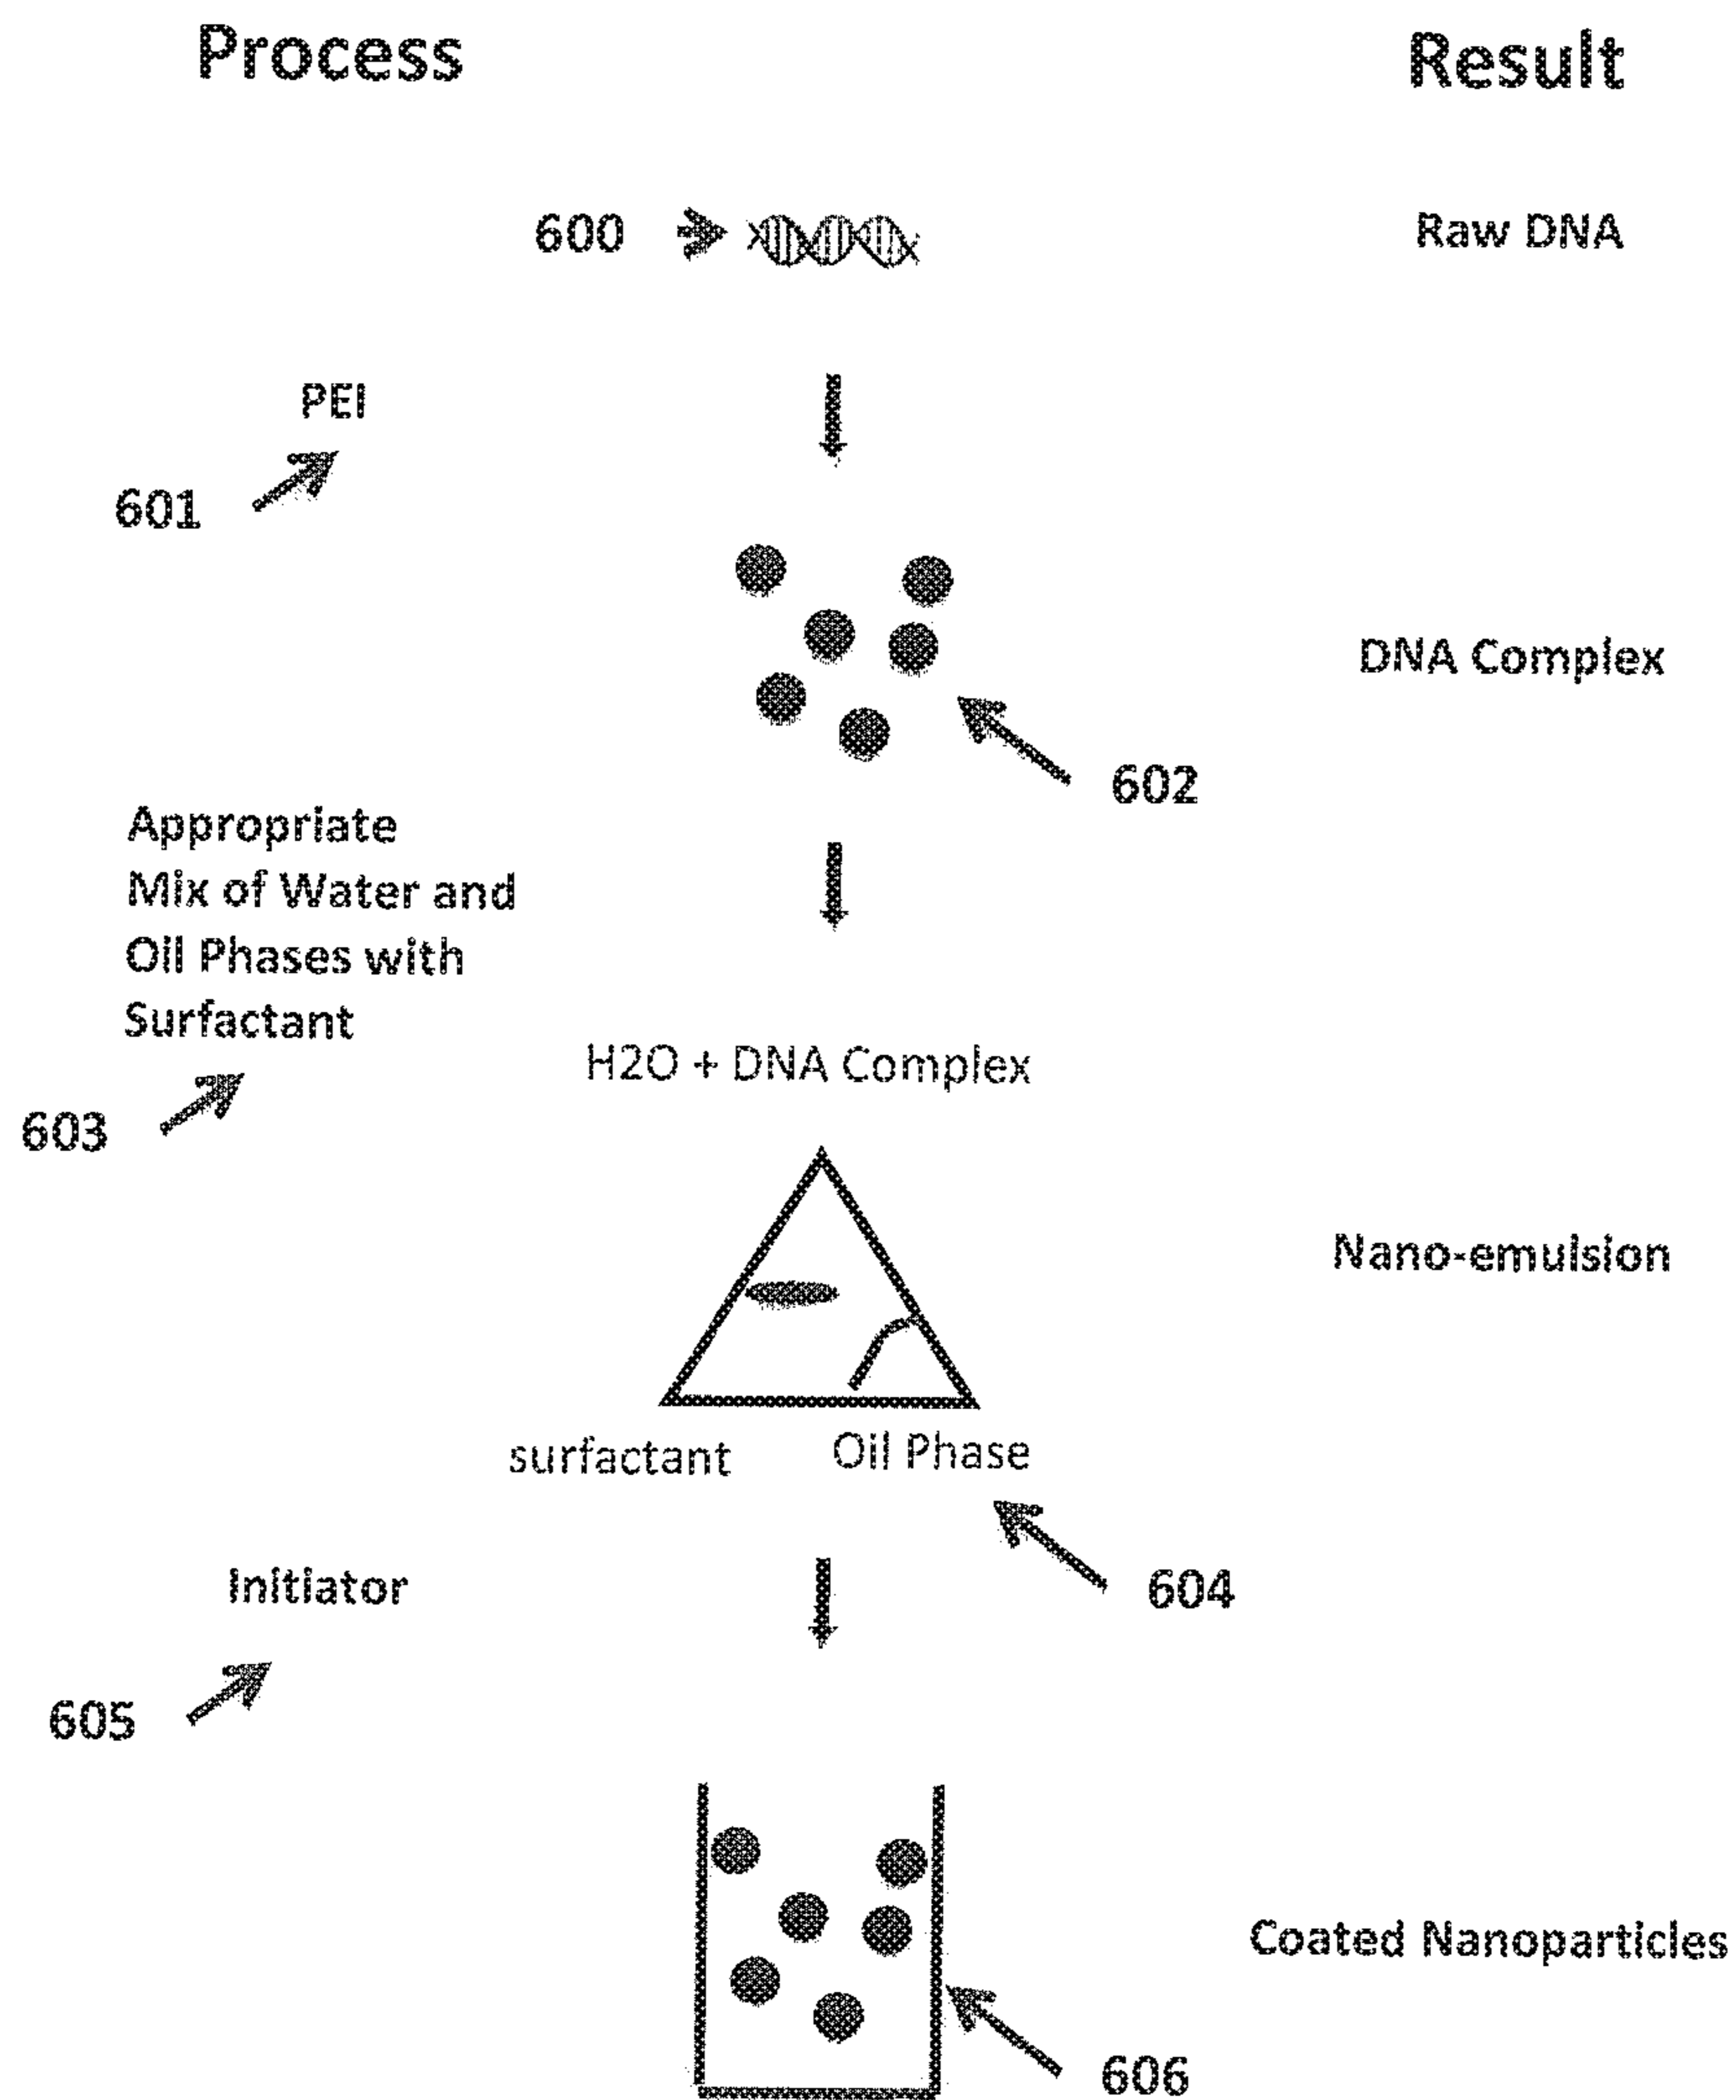 Process
Result
600
Raw DNA
PEI
601
DNA Complex
602
Appropriate
Mix of Water and
Oil Phases with
Surfactant
603
H2O + DNA Complex
Nano-emulsion
surfactant
Oil Phase
604
Initiator
605
Coated Nanoparticles
606